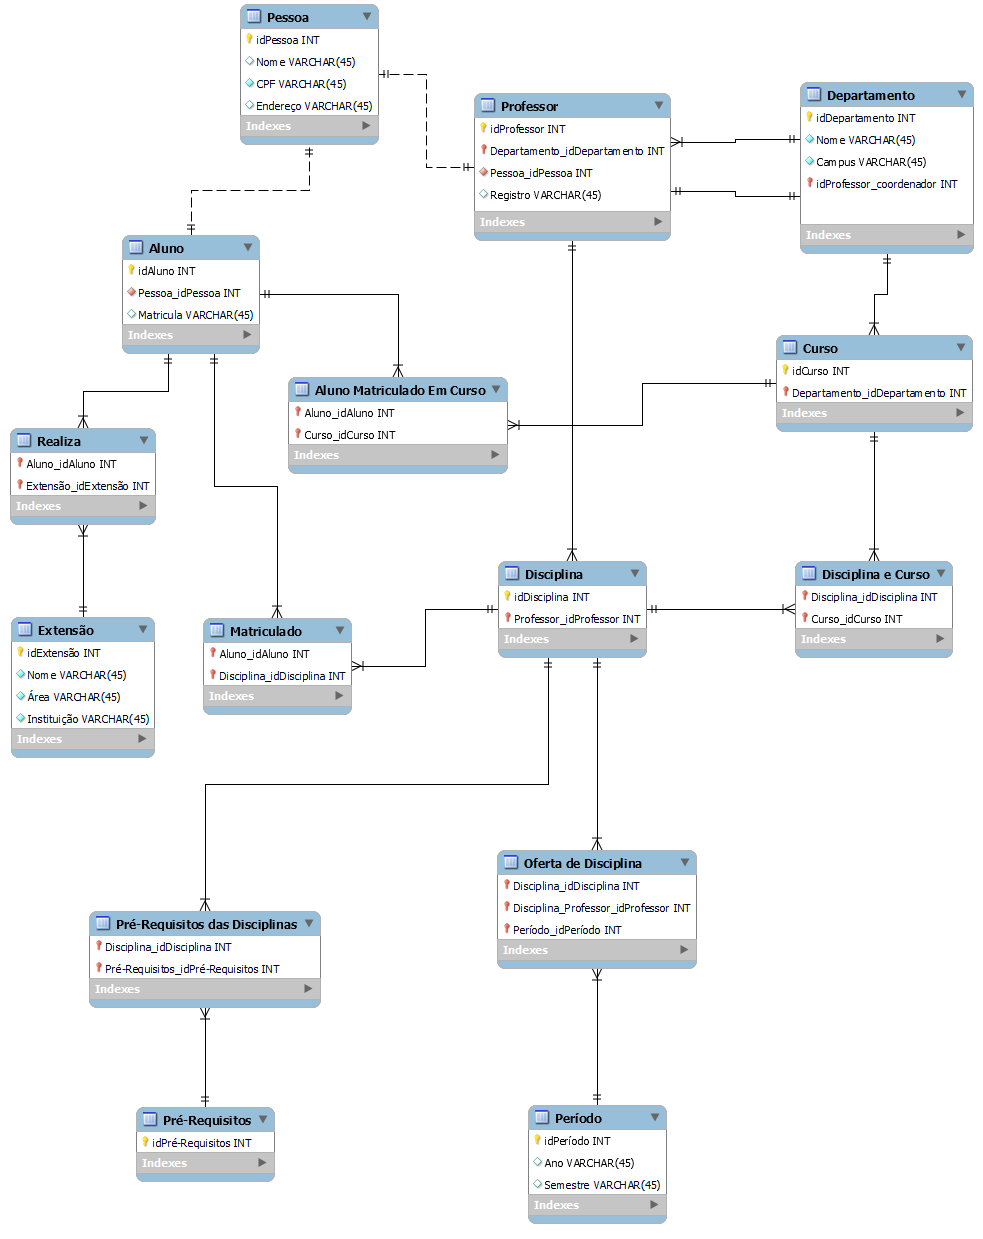 Pessoa
idPessoa INT
Nome VARCHAR(45)
CPF VARCHAR(45)
Endereço VARCHAR(45)
Indexes
Professor
idProfessor INT
Departamento_idDepartamento INT
Pessoa_idPessoa INT
Registro VARCHAR(45)
Indexes
Departamento
idDepartamento INT
Nome VARCHAR(45)
Campus VARCHAR(45)
idProfessor_coordenador INT
Indexes
Aluno
idAluno INT
Pessoa_idPessoa INT
Matricula VARCHAR(45)
Indexes
Aluno Matriculado Em Curso
Aluno_idAluno INT
Curso_idCurso INT
Indexes
Curso
idCurso INT
Departamento_idDepartamento INT
Indexes
Realiza
Aluno_idAluno INT
Extensão_idExtensão INT
Indexes
Extensão
idExtensão INT
Nome VARCHAR(45)
Área VARCHAR(45)
Instituição VARCHAR(45)
Indexes
Matriculado
Aluno_idAluno INT
Disciplina_idDisciplina INT
Indexes
Disciplina
idDisciplina INT
Professor_idProfessor INT
Indexes
Disciplina e Curso
Disciplina_idDisciplina INT
Curso_idCurso INT
Indexes
Pré-Requisitos das Disciplinas
Disciplina_idDisciplina INT
Pré-Requisitos_idPré-Requisitos INT
Indexes
Oferta de Disciplina
Disciplina_idDisciplina INT
Disciplina_Professor_idProfessor INT
Período_idPeríodo INT
Indexes
Pré-Requisitos
idPré-Requisitos INT
Indexes
Período
idPeríodo INT
Ano VARCHAR(45)
Semestre VARCHAR(45)
Indexes